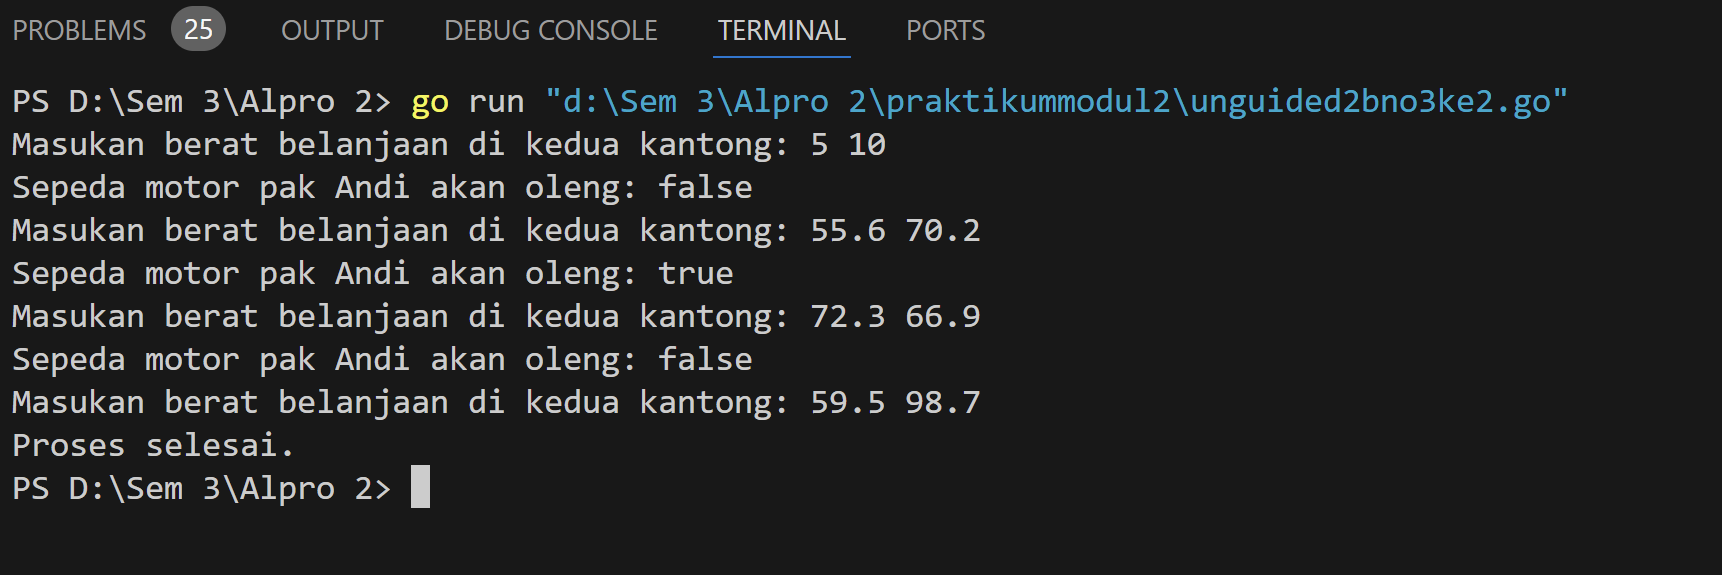 PROBLEMS 25 OUTPUT DEBUG CONSOLE TERMINAL PORTS
PS D:\Sem 3\Alpro 2> go run "d:\Sem 3\Alpro 2\praktikummodul2\unguided2bno3ke2.go"
Masukan berat belanjaan di kedua kantong: 5 10
Sepeda motor pak Andi akan oleng: false
Masukan berat belanjaan di kedua kantong: 55.6 70.2
Sepeda motor pak Andi akan oleng: true
Masukan berat belanjaan di kedua kantong: 72.3 66.9
Sepeda motor pak Andi akan oleng: false
Masukan berat belanjaan di kedua kantong: 59.5 98.7
Proses selesai.
PS D:\Sem 3\Alpro 2>